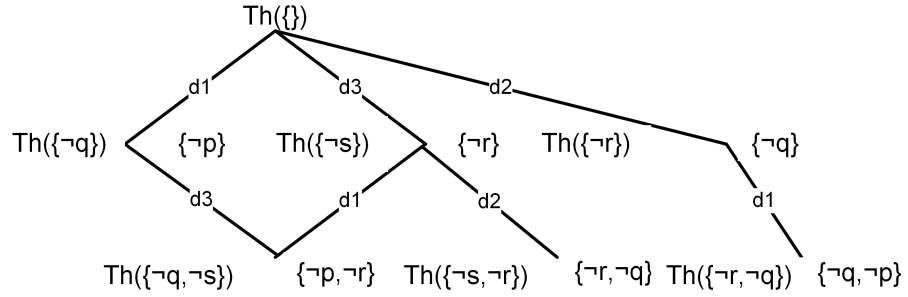 Th({})
d1 d3 d2
Th({¬q}) {¬p} Th({¬s}) {¬r} Th({¬r}) {¬q}
d3 d1 d2 d1
Th({¬q,¬s}) {¬p,¬r} Th({¬s,¬r}) {¬r,¬q} Th({¬r,¬q}) {¬q,¬p}